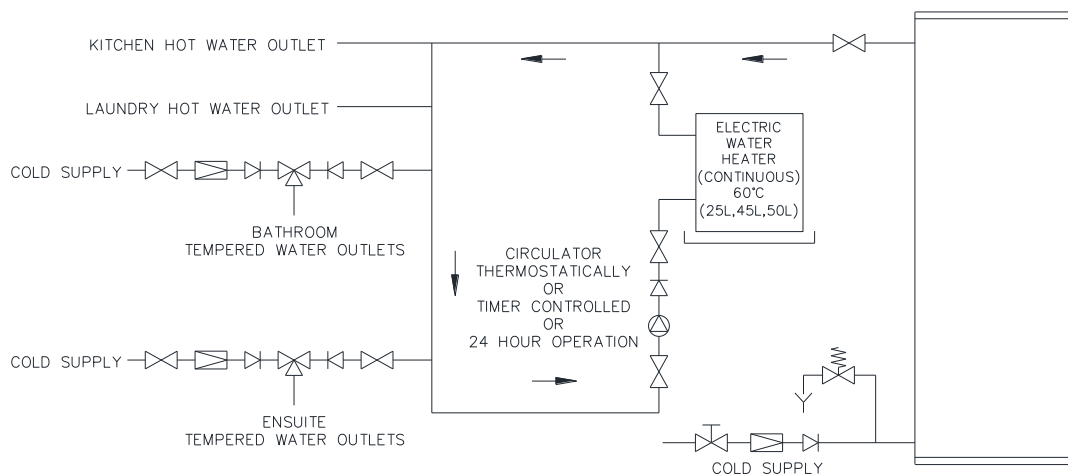 KITCHEN HOT WATER OUTLET
LAUNDRY HOT WATER OUTLET
COLD SUPPLY
BATHROOM
TEMPERED WATER OUTLETS
ELECTRIC
WATER
HEATER
(CONTINUOUS)
60°C
(25L,45L,50L)
CIRCULATOR
THERMOSTATICALLY
OR
TIMER CONTROLLED
OR
24 HOUR OPERATION
COLD SUPPLY
ENSUITE
TEMPERED WATER OUTLETS
COLD SUPPLY